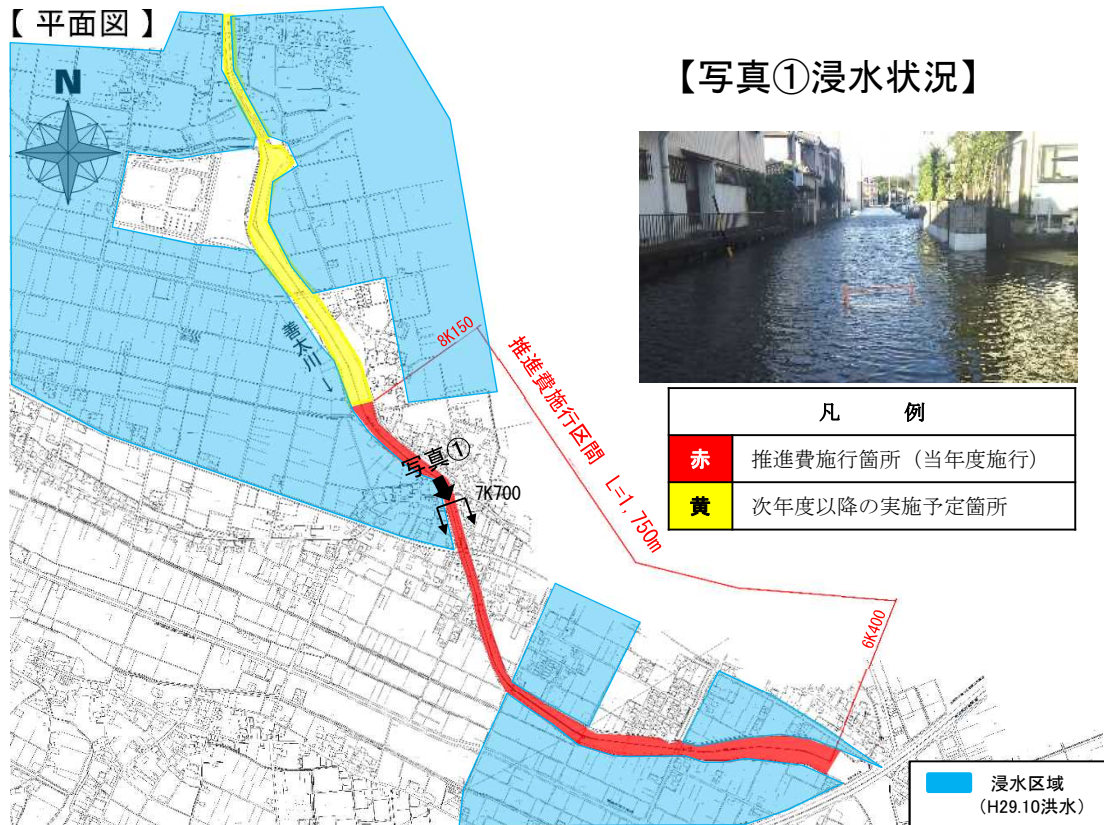 【 平面図 】
N
【写真①浸水状況】
8K150
推進費施行区間 L=1,750m
善太川
写真①
7K700
6K400
凡 例
赤 推進費施行箇所（当年度施行）
黄 次年度以降の実施予定箇所
浸水区域
（H29.10洪水）